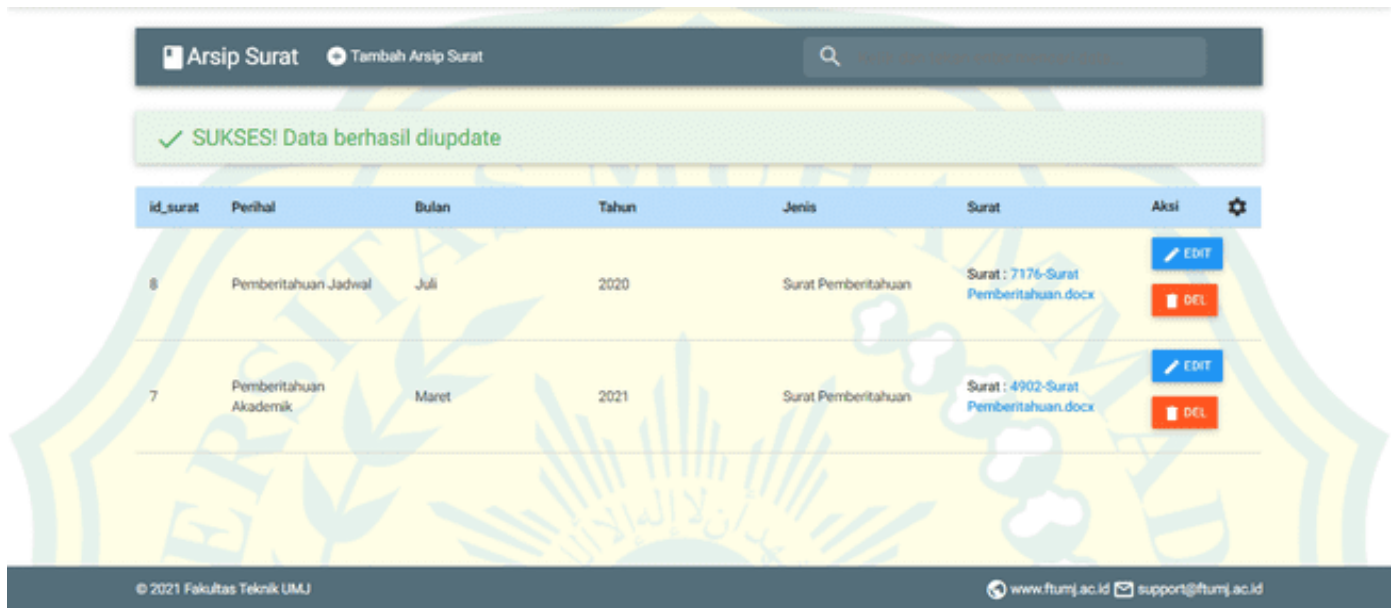 Arsip Surat Tambah Arsip Surat
SUKSES! Data berhasil diupdate
id_surat Perihal Bulan Tahun Jenis Surat Aksi
8 Pemberitahuan Jadwal Juli 2020 Surat Pemberitahuan Surat : 7176-Surat
Pemberitahuan.docx
EDIT
DEL
7 Pemberitahuan
Akademik Maret 2021 Surat Pemberitahuan Surat : 4902-Surat
Pemberitahuan.docx
EDIT
DEL
© 2021 Fakultas Teknik UMJ www.ftumj.ac.id support@ftumj.ac.id